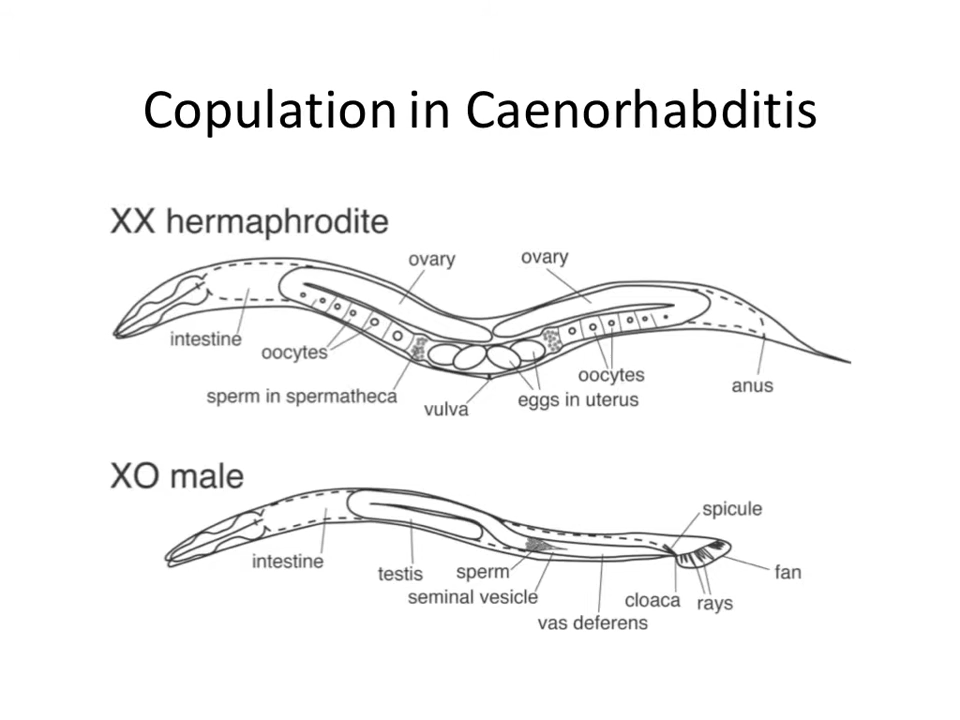 Copulation in Caenorhabditis
XX hermaphrodite
ovary
ovary
intestine
oocytes
sperm in spermatheca
vulva
eggs in uterus
oocytes
anus
XO male
spicule
intestine
testis
sperm
seminal vesicle
vas deferens
cloaca
rays
fan